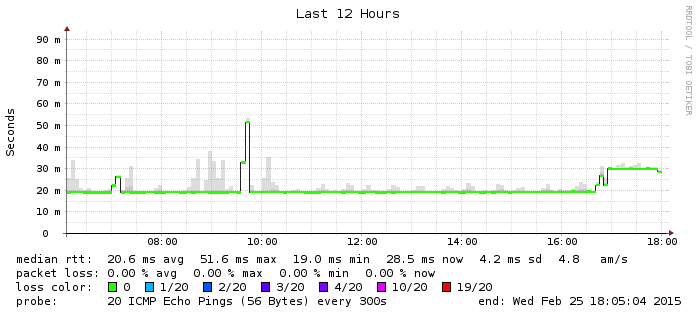 Last 12 Hours
RRDTOOL / TOBI OETIKER
Seconds
90 m
80 m
70 m
60 m
50 m
40 m
30 m
20 m
10 m
0
08:00 10:00 12:00 14:00 16:00 18:00
median rtt: 20.6 ms avg 51.6 ms max 19.0 ms min 28.5 ms now 4.2 ms sd 4.8 am/s
packet loss: 0.00 % avg 0.00 % max 0.00 % min 0.00 % now
loss color: 0 1/20 2/20 3/20 4/20 10/20 19/20
probe: 20 ICMP Echo Pings (56 Bytes) every 300s end: Wed Feb 25 18:05:04 2015